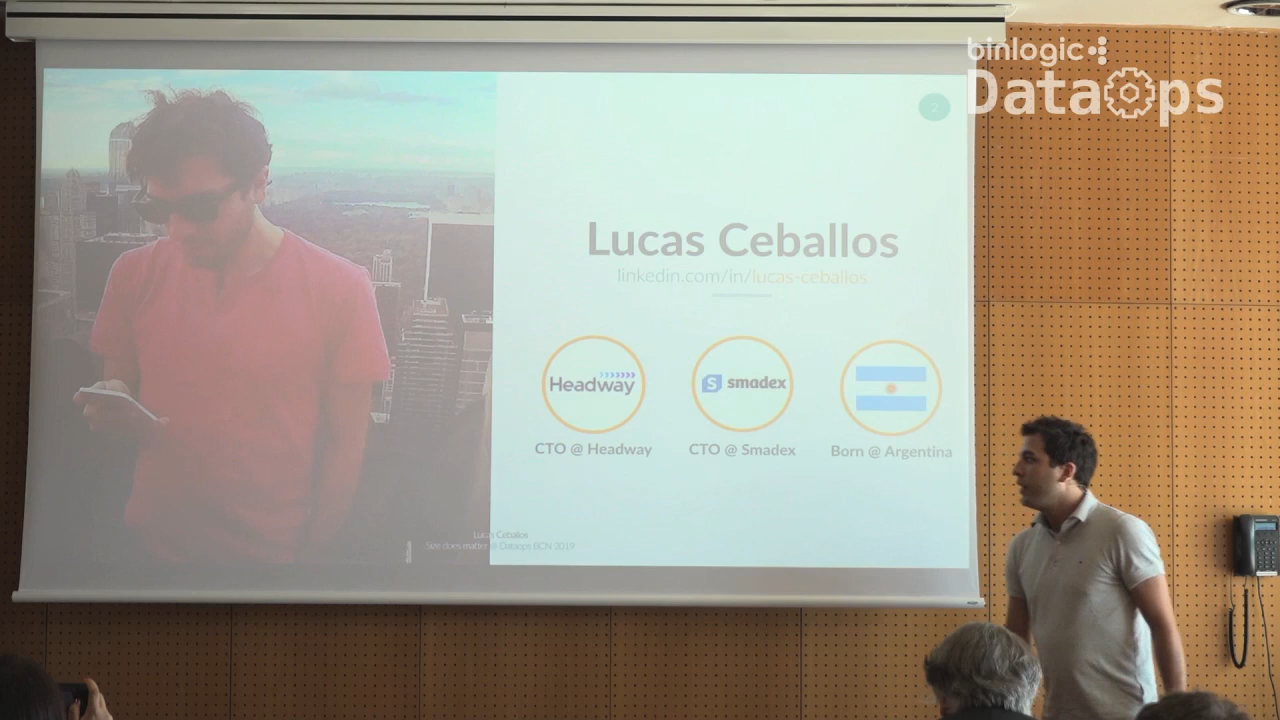 binlogic
DataOps
2
Lucas Ceballos
linkedin.com/in/lucas-ceballos
Headway
smadex
CTO @ Headway
CTO @ Smadex
Born @ Argentina
Lucas Ceballos
Size does matter @ Dataops BCN 2019